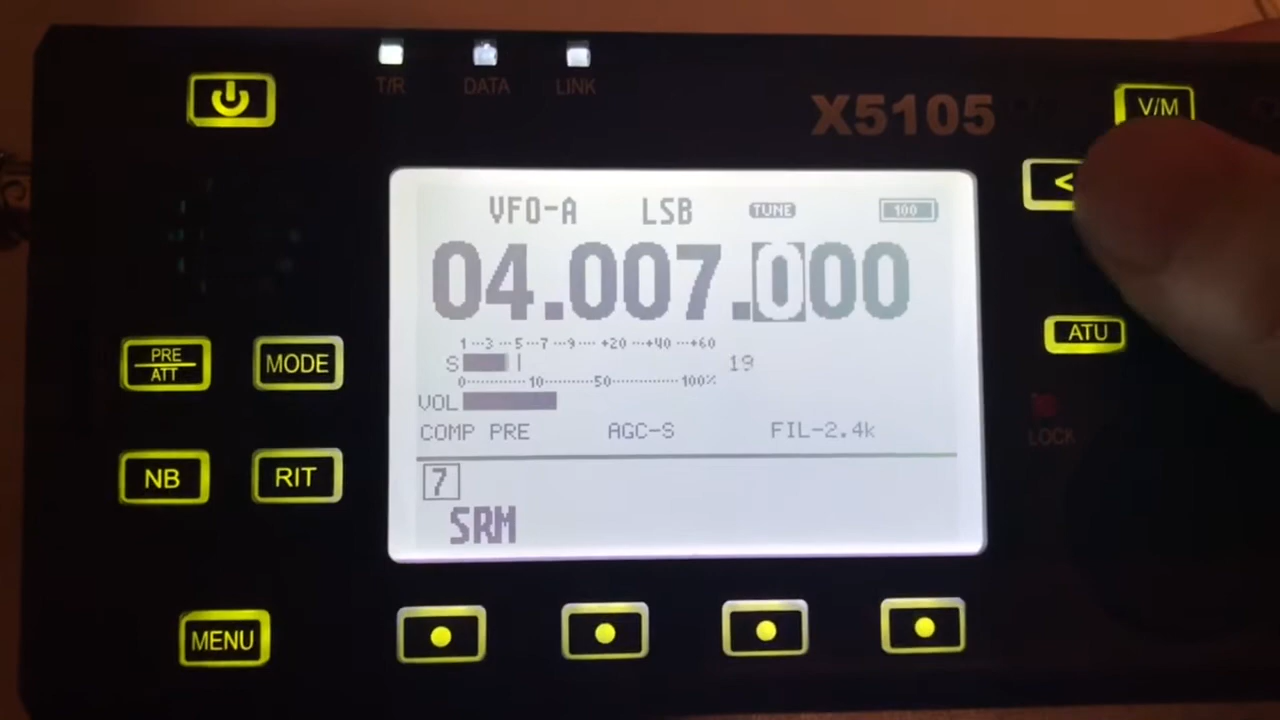 T/R DATA LINK
X5105
V/M
<
VFO-A LSB TUNE 100
04.007.000
1 3 5 7 9 +20 +40 +60
S 19
0 10 50 100%
VOL
COMP PRE AGC-S FIL-2.4k
7
SRM
ATU
LOCK
PRE
ATT
MODE
NB
RIT
MENU